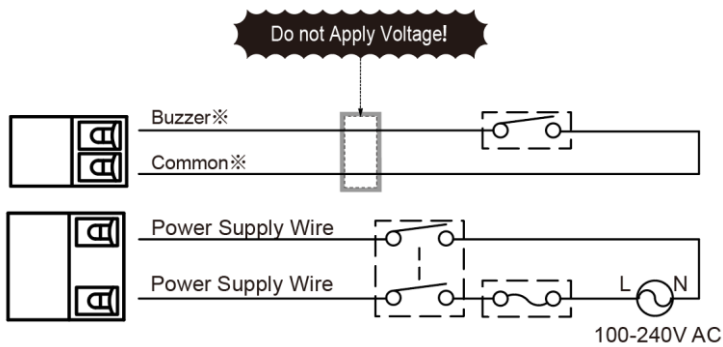 Do not Apply Voltage!
Buzzer※
Common※
Power Supply Wire
Power Supply Wire
L N
100-240V AC